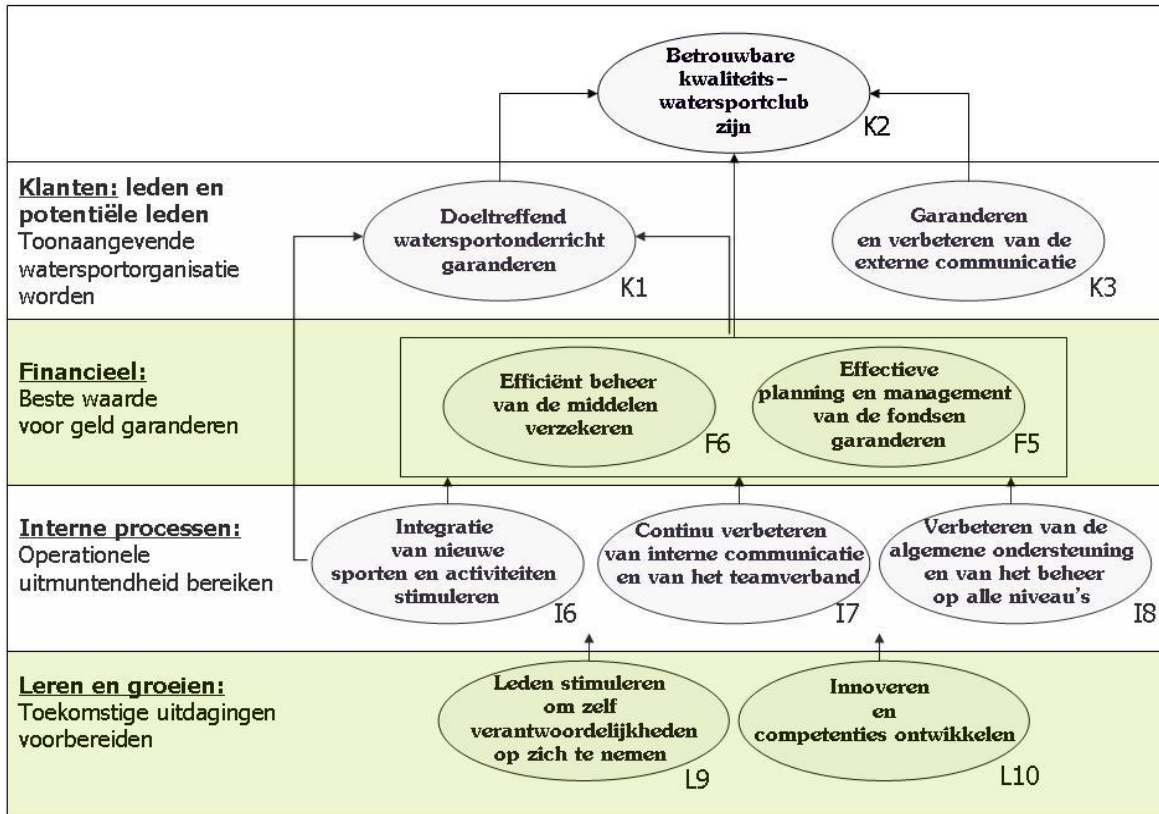 Betrouwbare
kwaliteits–
watersportclub
zijn
K2
Klanten: leden en
potentiële leden
Toonaangevende
watersportorganisatie
worden
Doeltreffend
watersportonderricht
garanderen
K1
Garanderen
en verbeteren van de
externe communicatie
K3
Financieel:
Beste waarde
voor geld garanderen
Efficiënt beheer
van de middelen
verzekeren
F6
Effectieve
planning en management
van de fondsen
garanderen
F5
Interne processen:
Operationele
uitmuntendheid bereiken
Integratie
van nieuwe
sporten en activiteiten
stimuleren
I6
Continu verbeteren
van interne communicatie
en van het teamverband
I7
Verbeteren van de
algemene ondersteuning
en van het beheer
op alle niveau's
I8
Leren en groeien:
Toekomstige uitdagingen
voorbereiden
Leden stimuleren
om zelf
verantwoordelijkheden
op zich te nemen
L9
Innoveren
en
competenties ontwikkelen
L10